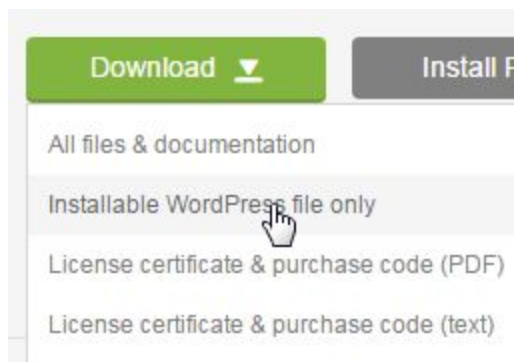 Download
Install
All files & documentation
Installable WordPress file only
License certificate & purchase code (PDF)
License certificate & purchase code (text)